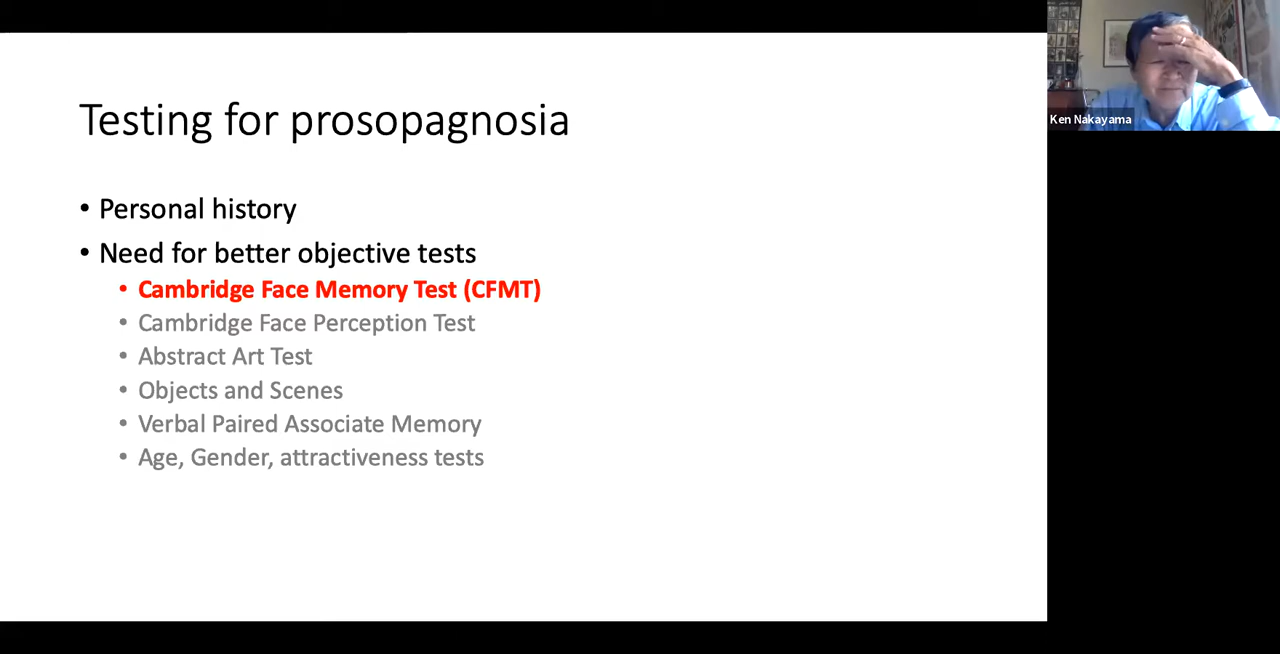 Testing for prosopagnosia
• Personal history
• Need for better objective tests
• Cambridge Face Memory Test (CFMT)
• Cambridge Face Perception Test
• Abstract Art Test
• Objects and Scenes
• Verbal Paired Associate Memory
• Age, Gender, attractiveness tests
Ken Nakayama